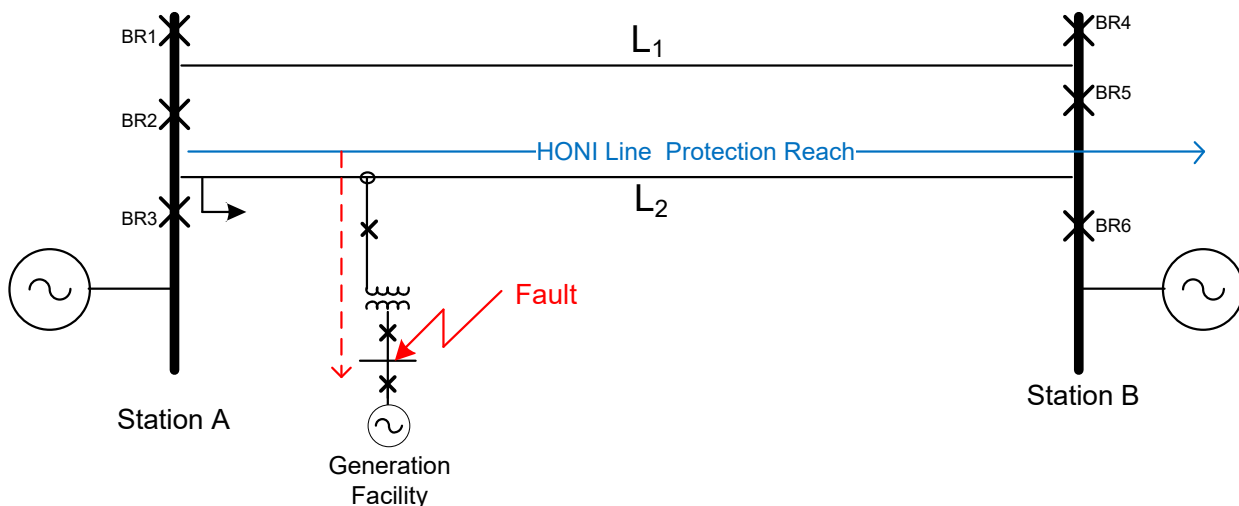 BR1
L1
BR4
BR2
BR5
HONI Line Protection Reach
BR3
L2
BR6
Fault
Station A
Station B
Generation
Facility